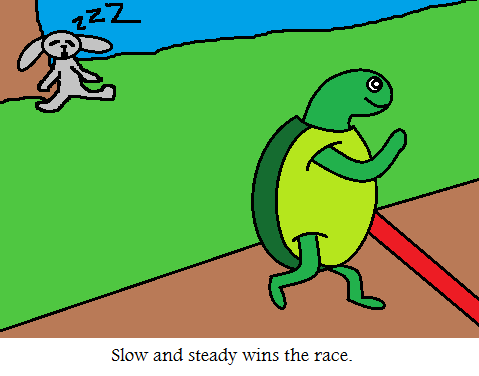 zzZ
Slow and steady wins the race.